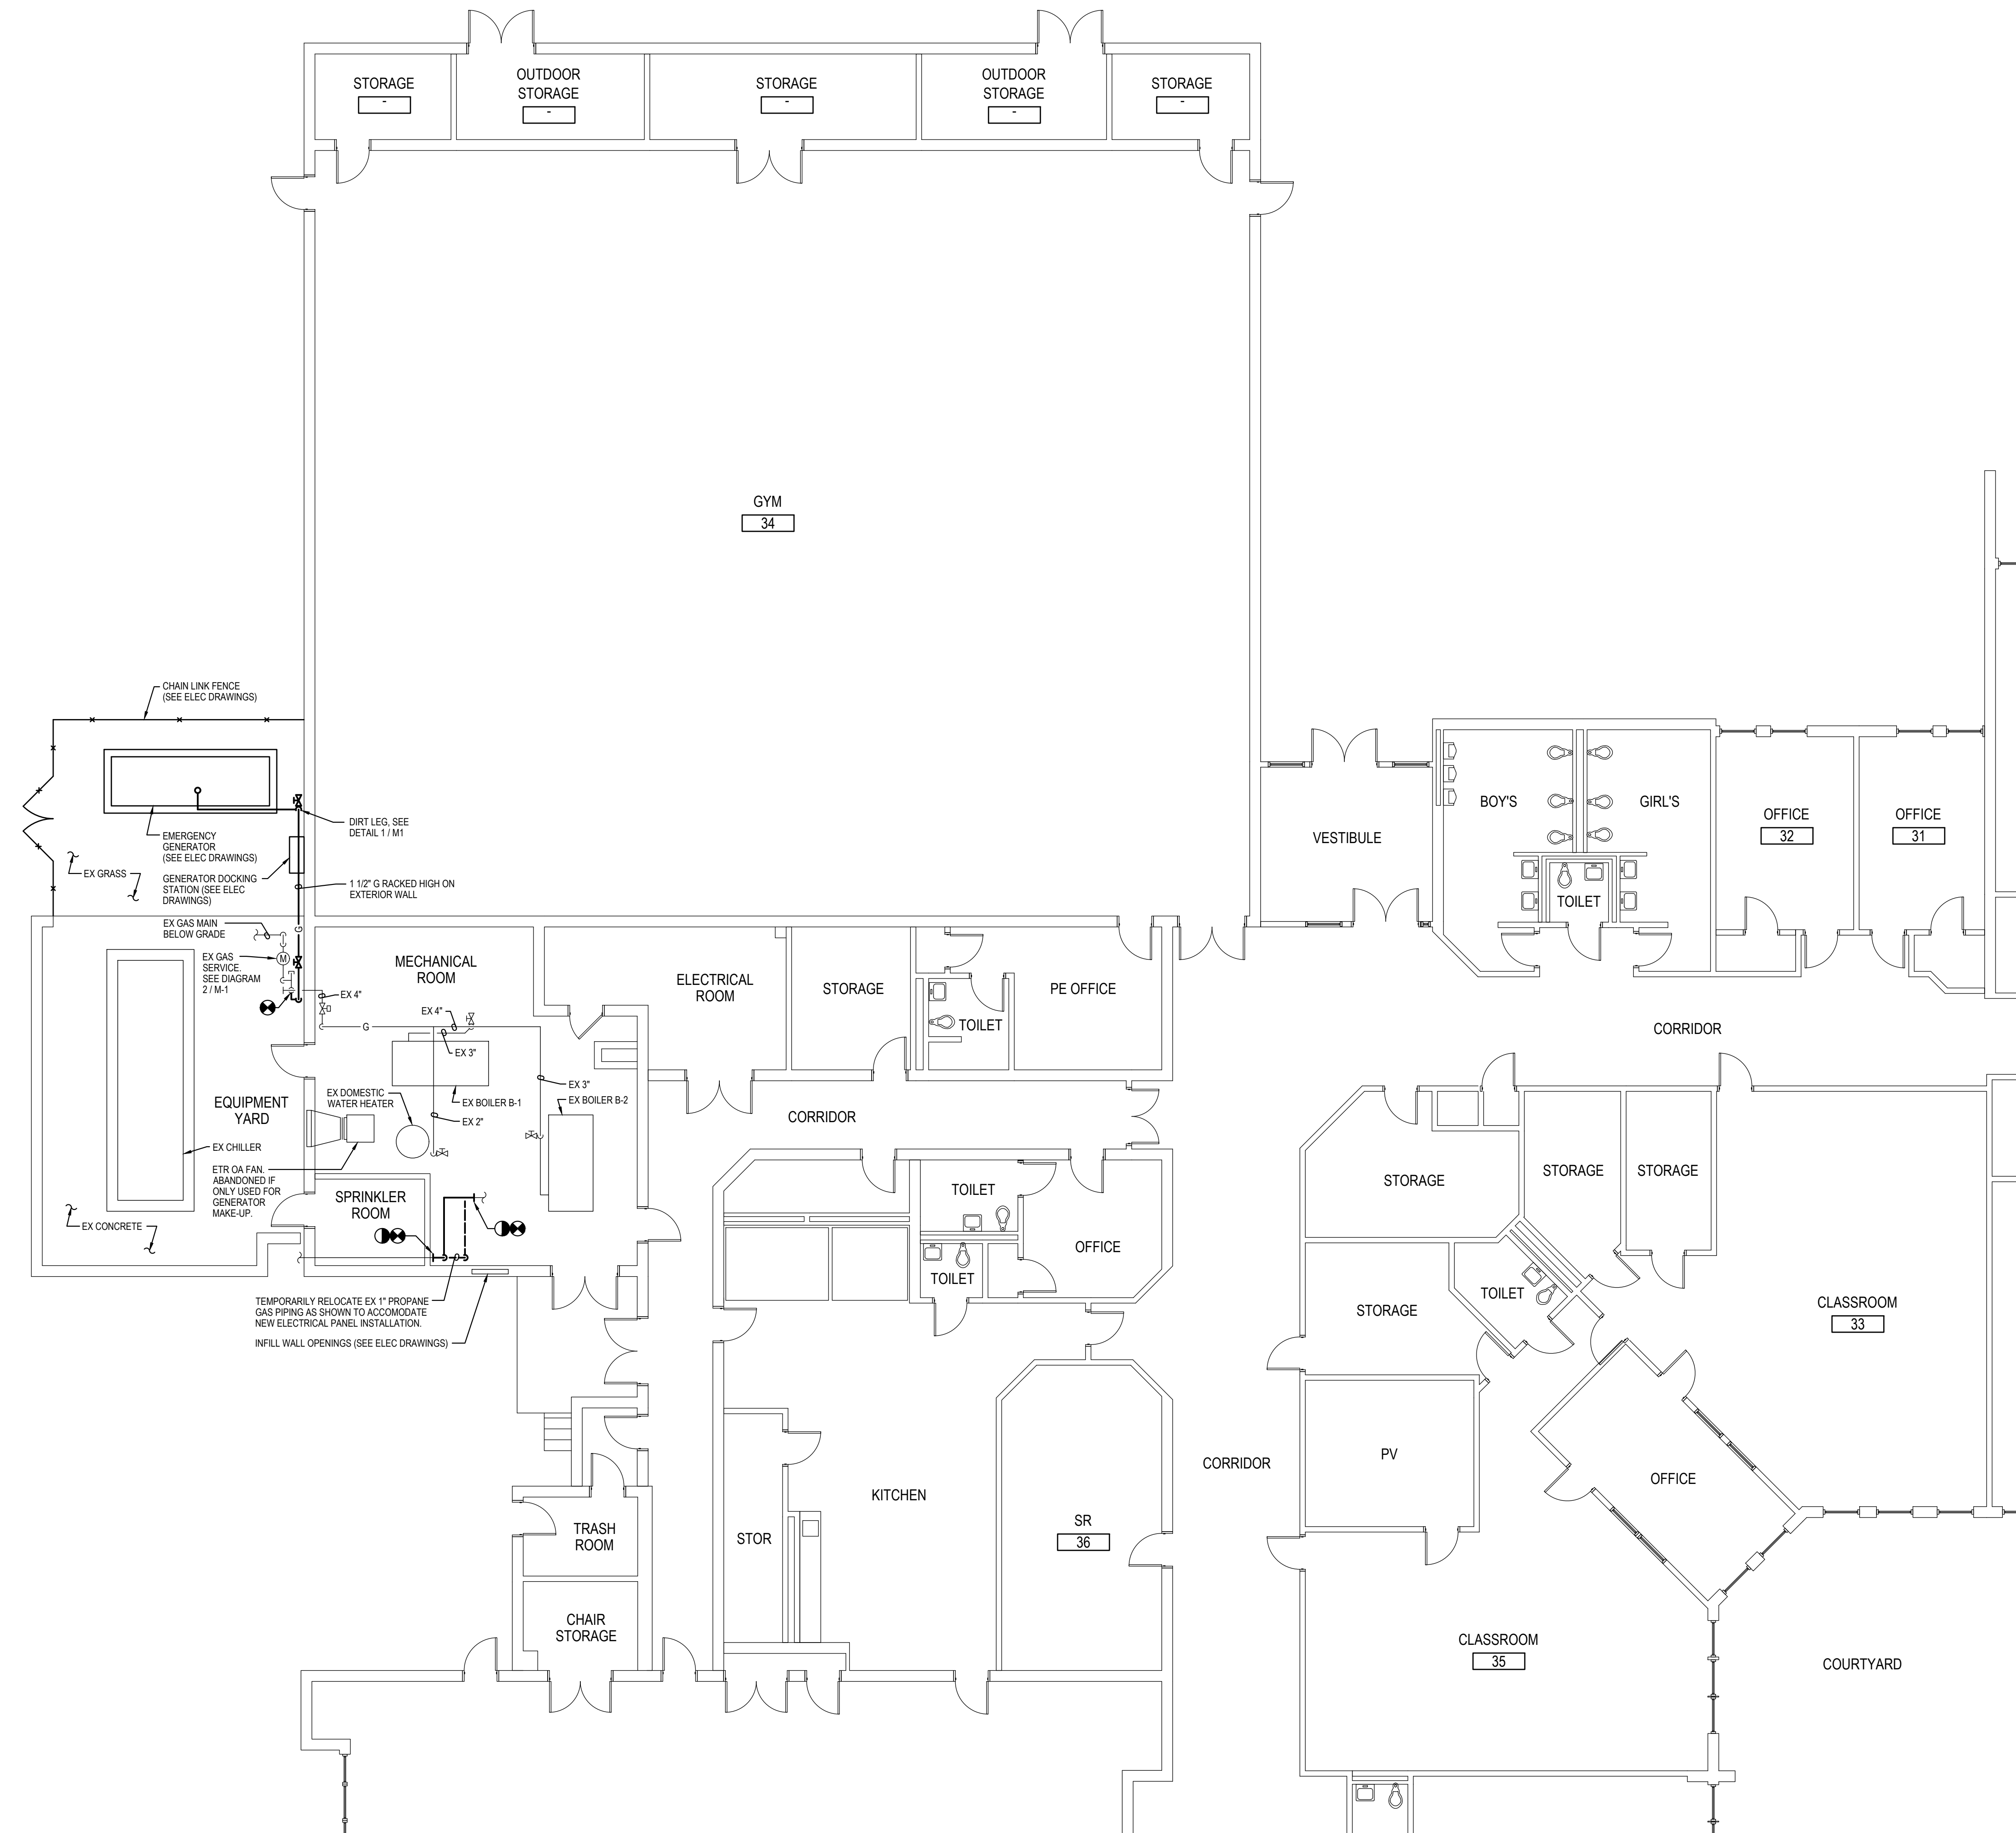 STORAGE
-
OUTDOOR
STORAGE
-
STORAGE
-
OUTDOOR
STORAGE
-
STORAGE
-
GYM
34
CHAIN LINK FENCE
(SEE ELEC DRAWINGS)
EMERGENCY
GENERATOR
(SEE ELEC DRAWINGS)
DIRT LEG, SEE
DETAIL 1 / M1
EX GRASS
GENERATOR DOCKING
STATION (SEE ELEC
DRAWINGS)
1 1/2" G RACKED HIGH ON
EXTERIOR WALL
EX GAS MAIN
BELOW GRADE
G
EX GAS
SERVICE.
SEE DIAGRAM
2 / M-1
M
MECHANICAL
ROOM
EX 4"
G
EX 4"
EX 3"
EX 3"
EX BOILER B-1
EX BOILER B-2
EX DOMESTIC
WATER HEATER
EX 2"
EQUIPMENT
YARD
EX CHILLER
ETR OA FAN.
ABANDONED IF
ONLY USED FOR
GENERATOR
MAKE-UP.
EX CONCRETE
SPRINKLER
ROOM
TEMPORARILY RELOCATE EX 1" PROPANE
GAS PIPING AS SHOWN TO ACCOMODATE
NEW ELECTRICAL PANEL INSTALLATION.
INFILL WALL OPENINGS (SEE ELEC DRAWINGS)
ELECTRICAL
ROOM
STORAGE
TOILET
PE OFFICE
VESTIBULE
BOY'S
GIRL'S
TOILET
OFFICE
32
OFFICE
31
CORRIDOR
CORRIDOR
TOILET
TOILET
OFFICE
STORAGE
STORAGE
STORAGE
STORAGE
TOILET
CLASSROOM
33
PV
OFFICE
CORRIDOR
KITCHEN
STOR
SR
36
TRASH
ROOM
CHAIR
STORAGE
CLASSROOM
35
COURTYARD